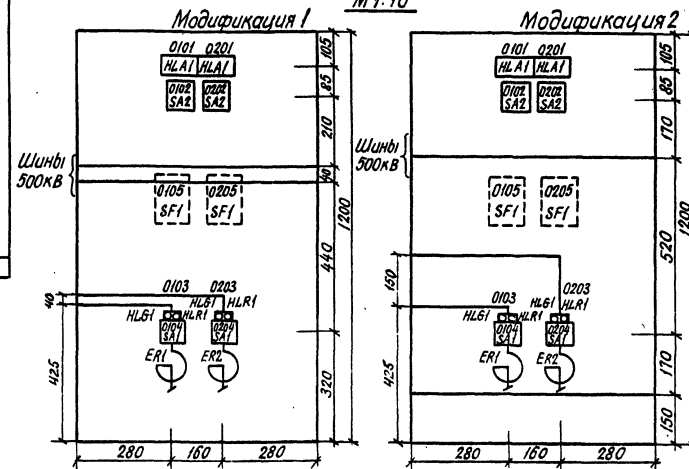 М 1:10
Модификация 1
0101 0201
HLA1 HLA1
0102 0202
SA2 SA2
Шины
500кВ
0105 0205
SF1 SF1
0103 0203
HLG1 HLG1 HLR1
HLR1
0104 0204
SA1 SA1
ER1 ER2
40
425
105
85
210
40
440
320
1200
280 160 280
Модификация 2
0101 0201
HLA1 HLA1
0102 0202
SA2 SA2
Шины
500кВ
0105 0205
SF1 SF1
0103 0203
HLG1 HLR1 HLG1 HLR1
0104 0204
SA1 SA1
ER1 ER2
150
425
105
85
170
520
170
150
1200
280 160 280